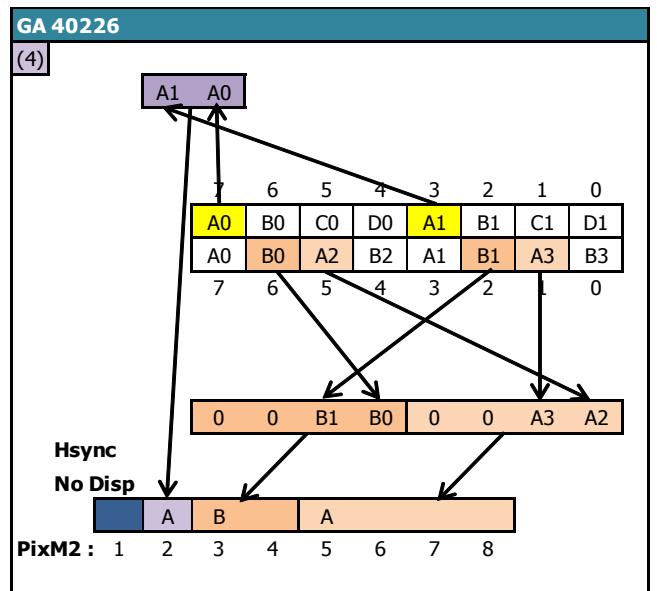 GA 40226
(4)
A1 A0
7 6 5 4 3 2 1 0
A0 B0 C0 D0 A1 B1 C1 D1
A0 B0 A2 B2 A1 B1 A3 B3
7 6 5 4 3 2 1 0
0 0 B1 B0 0 0 A3 A2
Hsync
No Disp
A B A
PixM2 : 1 2 3 4 5 6 7 8